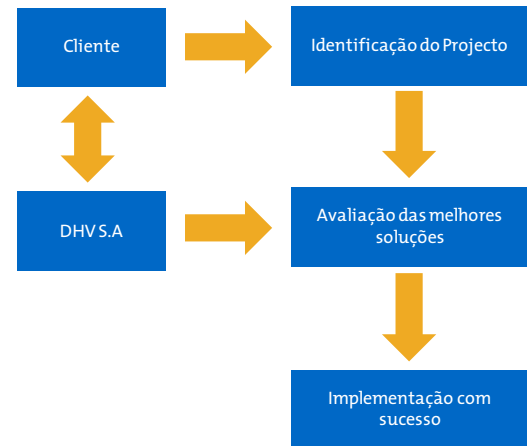 Cliente
Identificação do Projecto
DHV S.A
Avaliação das melhores
soluções
Implementação com
sucesso